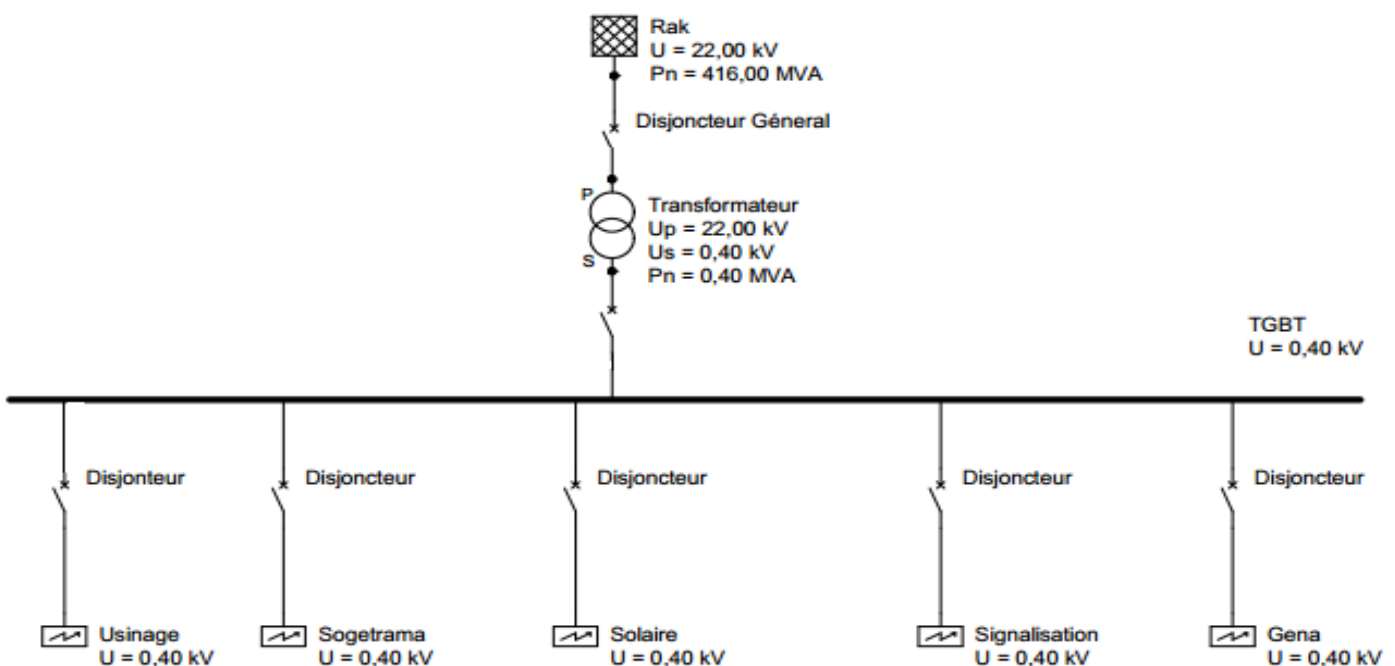 Rak
U = 22,00 kV
Pn = 416,00 MVA
Disjoncteur Géneral
P
Transformateur
Up = 22,00 kV
Us = 0,40 kV
S
Pn = 0,40 MVA
TGBT
U = 0,40 kV
Disjonteur
Disjoncteur
Disjoncteur
Disjoncteur
Disjoncteur
Usinage
U = 0,40 kV
Sogetrama
U = 0,40 kV
Solaire
U = 0,40 kV
Signalisation
U = 0,40 kV
Gena
U = 0,40 kV